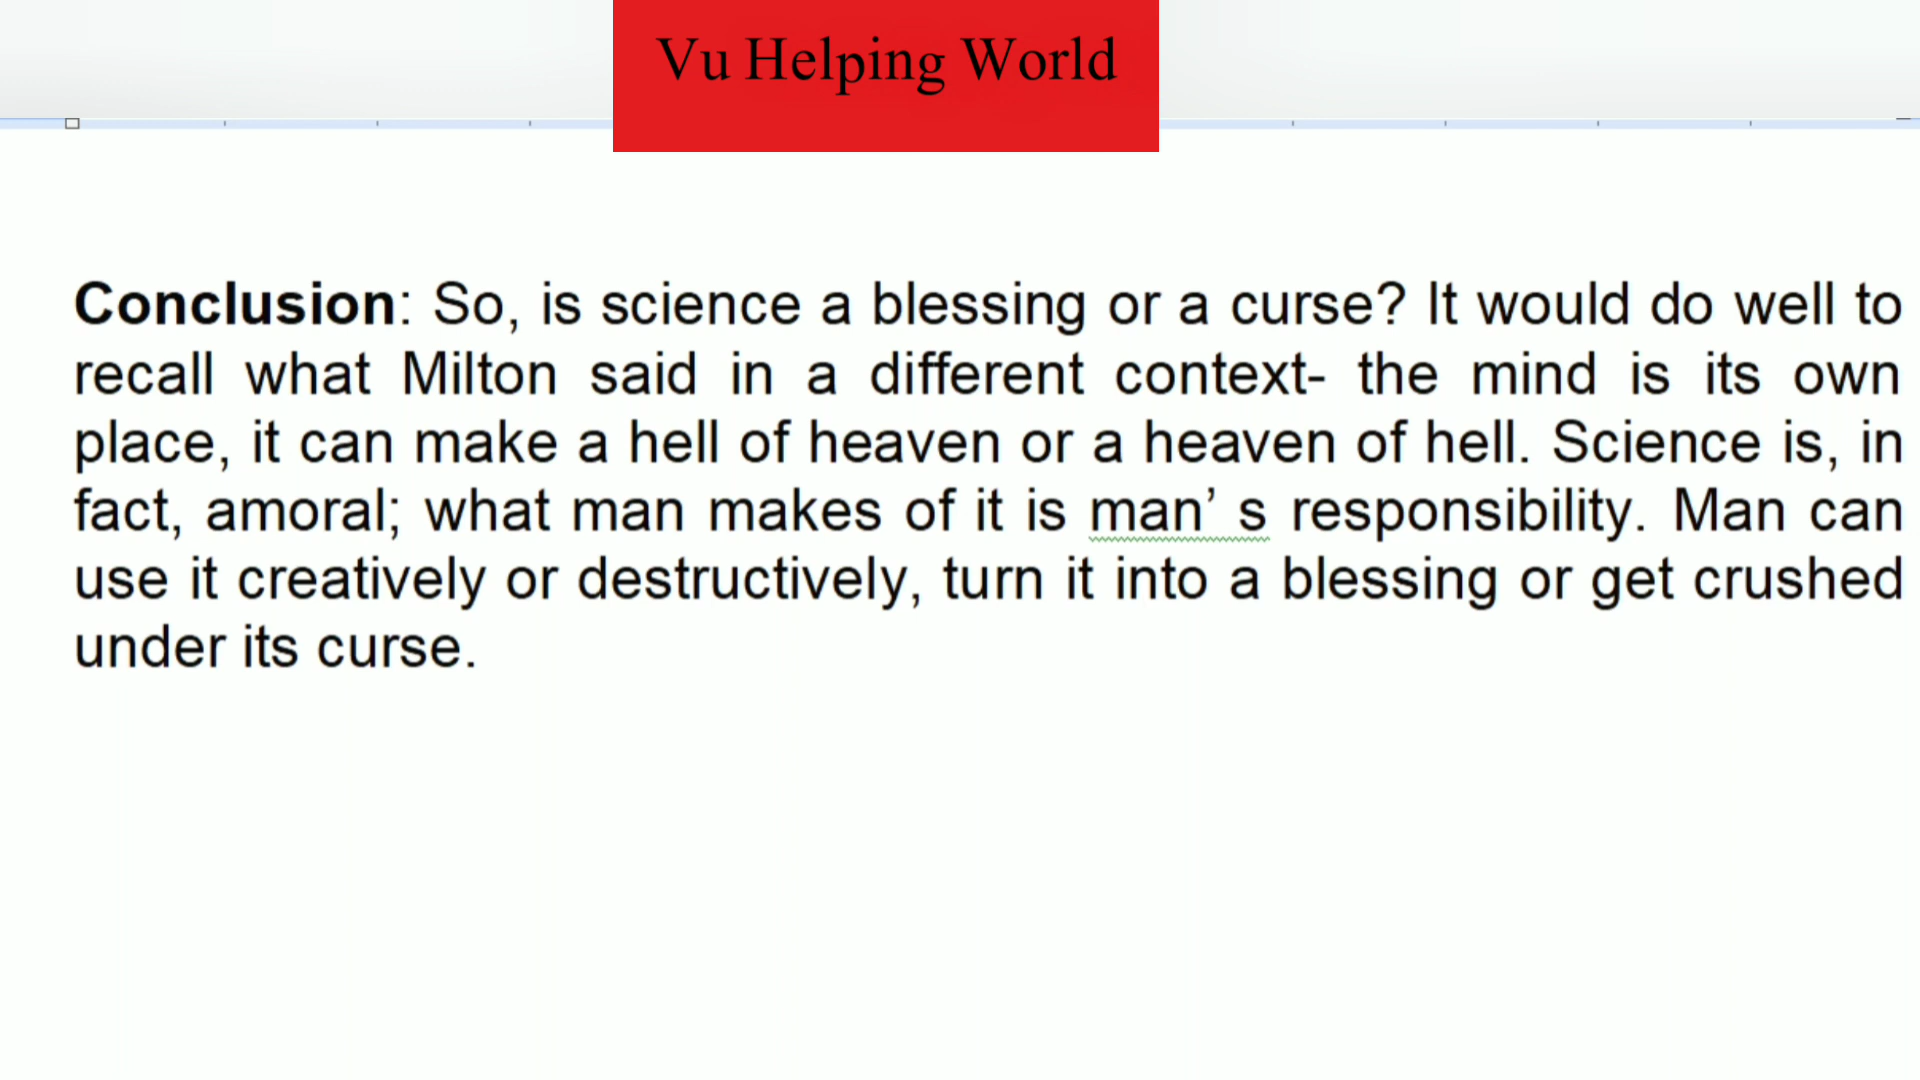 Vu Helping World
Conclusion: So, is science a blessing or a curse? It would do well to
recall what Milton said in a different context- the mind is its own
place, it can make a hell of heaven or a heaven of hell. Science is, in
fact, amoral; what man makes of it is man’ s responsibility. Man can
use it creatively or destructively, turn it into a blessing or get crushed
under its curse.